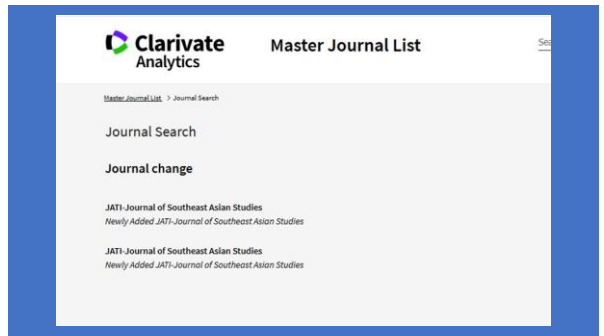 Clarivate
Analytics
Master Journal List
Master Journal List > Journal Search
Journal Search
Journal change
JATI-Journal of Southeast Asian Studies
Newly Added JATI-Journal of Southeast Asian Studies
JATI-Journal of Southeast Asian Studies
Newly Added JATI-Journal of Southeast Asian Studies